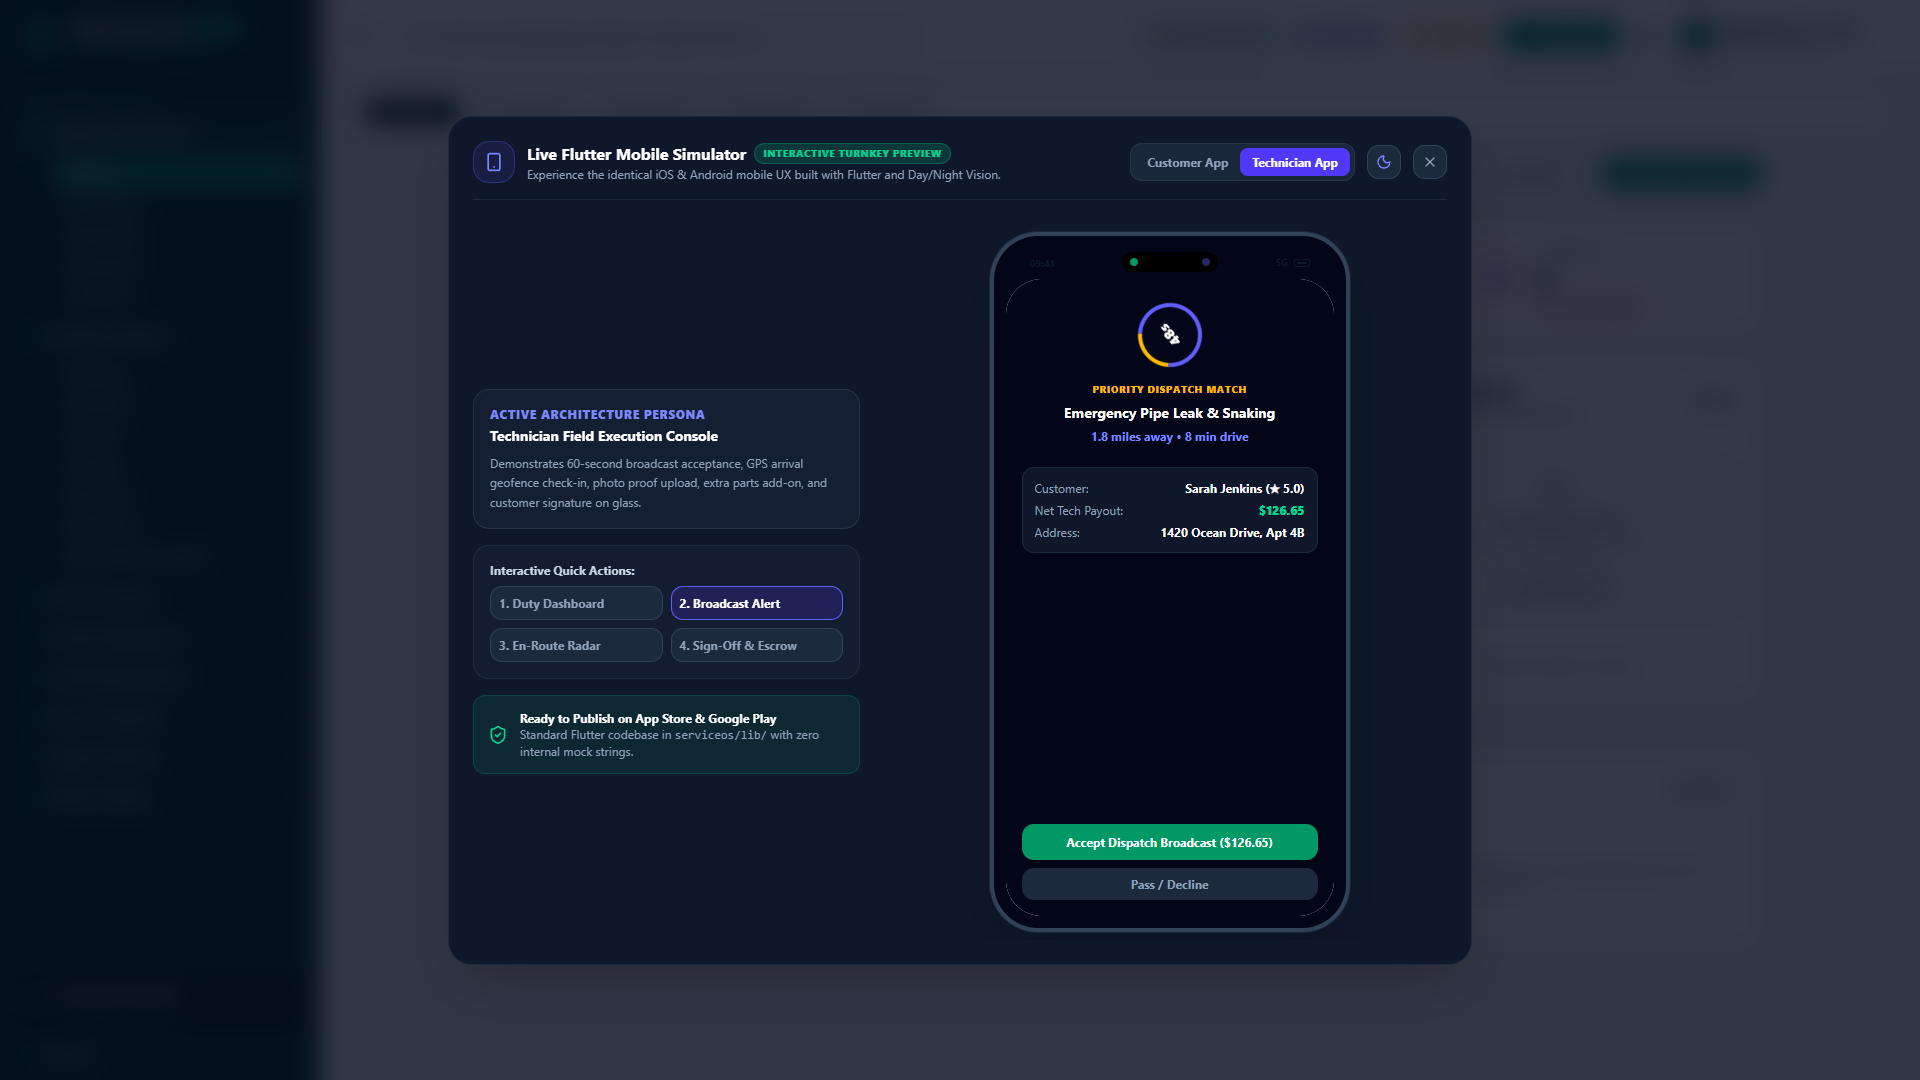 Live Flutter Mobile Simulator
INTERACTIVE TURNKEY PREVIEW
Experience the identical iOS & Android mobile UX built with Flutter and Day/Night Vision.
Customer App
Technician App
ACTIVE ARCHITECTURE PERSONA
Technician Field Execution Console
Demonstrates 60-second broadcast acceptance, GPS arrival
geofence check-in, photo proof upload, extra parts add-on, and
customer signature on glass.
Interactive Quick Actions:
1. Duty Dashboard
2. Broadcast Alert
3. En-Route Radar
4. Sign-Off & Escrow
Ready to Publish on App Store & Google Play
Standard Flutter codebase in serviceos/lib/ with zero
internal mock strings.
09:41
5G
48s
PRIORITY DISPATCH MATCH
Emergency Pipe Leak & Snaking
1.8 miles away • 8 min drive
Customer: Sarah Jenkins (★ 5.0)
Net Tech Payout: $126.65
Address: 1420 Ocean Drive, Apt 4B
Accept Dispatch Broadcast ($126.65)
Pass / Decline